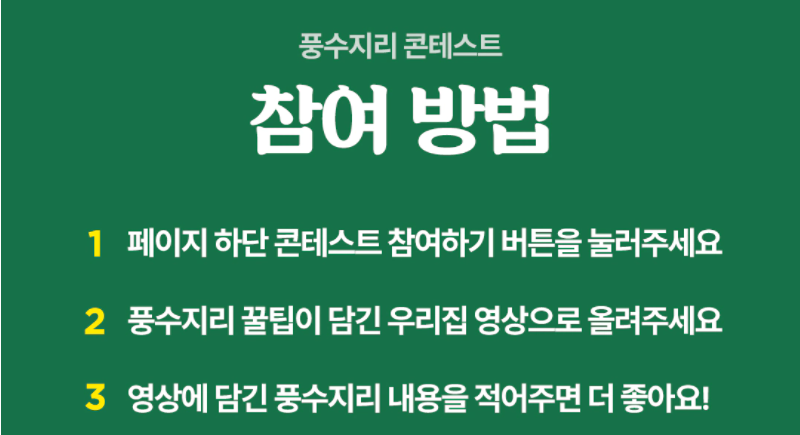 풍수지리 콘테스트
참여 방법
1 페이지 하단 콘테스트 참여하기 버튼을 눌러주세요
2 풍수지리 꿀팁이 담긴 우리집 영상으로 올려주세요
3 영상에 담긴 풍수지리 내용을 적어주면 더 좋아요!